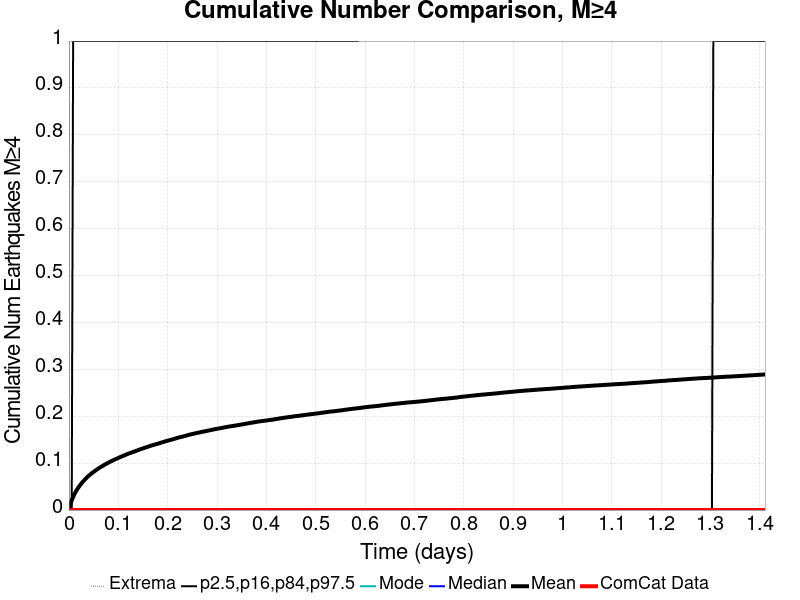 Cumulative Number Comparison, M≥4
Cumulative Num Earthquakes M≥4
1
0.9
0.8
0.7
0.6
0.5
0.4
0.3
0.2
0.1
0
0 0.1 0.2 0.3 0.4 0.5 0.6 0.7 0.8 0.9 1 1.1 1.2 1.3 1.4
Time (days)
Extrema p2.5,p16,p84,p97.5 Mode Median Mean ComCat Data